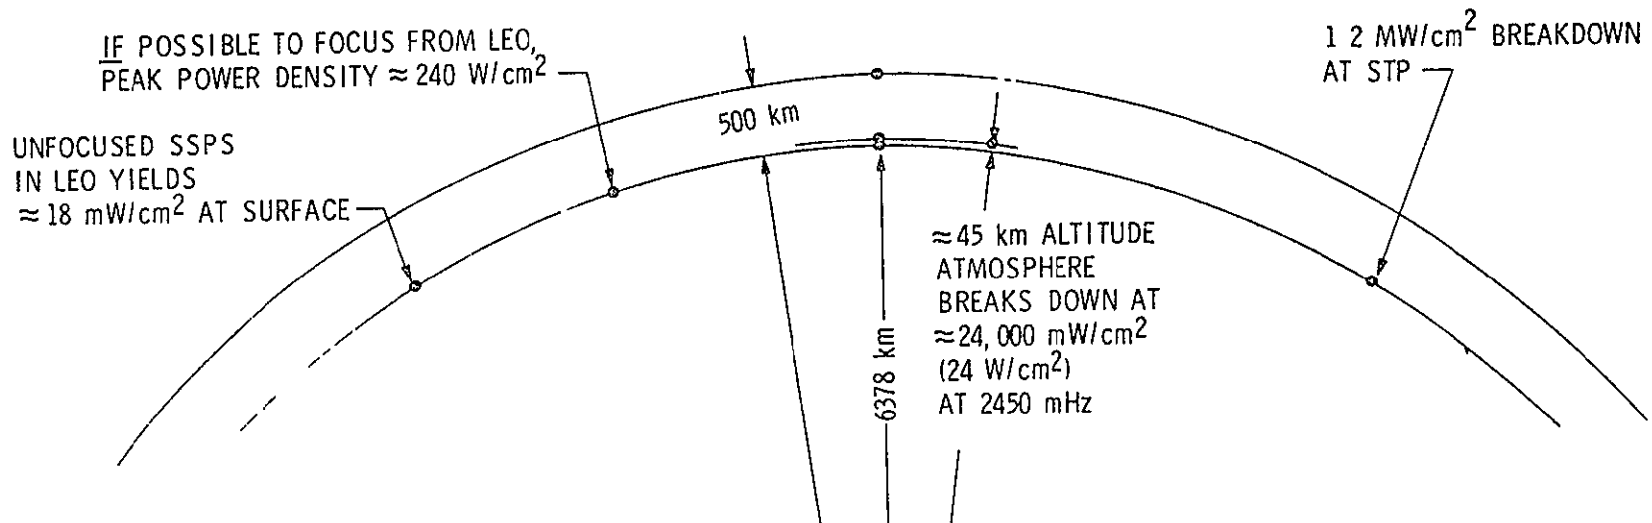 IF POSSIBLE TO FOCUS FROM LEO,
PEAK POWER DENSITY ≈ 240 W/cm²
UNFOCUSED SSPS
IN LEO YIELDS
≈ 18 mW/cm² AT SURFACE
500 km
1 2 MW/cm² BREAKDOWN
AT STP
≈45 km ALTITUDE
ATMOSPHERE
BREAKS DOWN AT
≈24,000 mW/cm²
(24 W/cm²)
AT 2450 mHz
6378 km